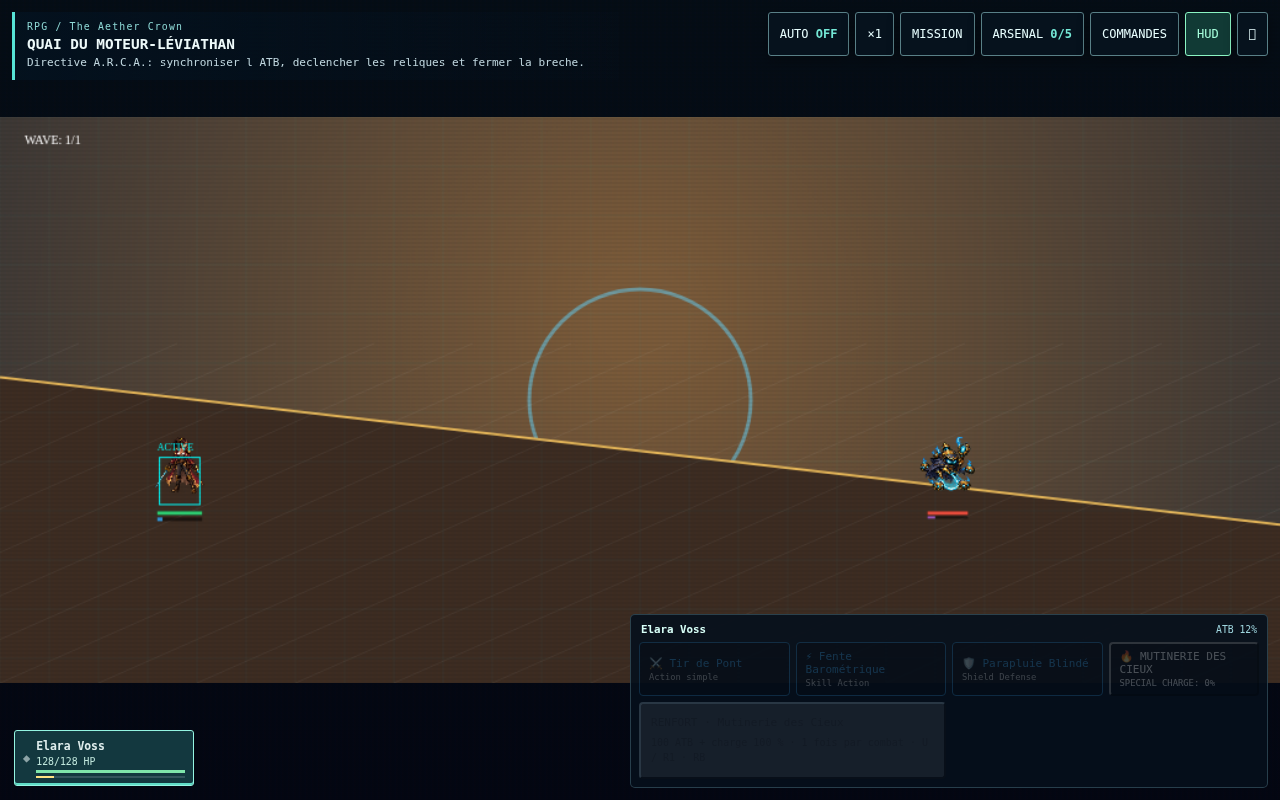 RPG / The Aether Crown
QUAI DU MOTEUR-LÉVIATHAN
Directive A.R.C.A.: synchroniser l ATB, declencher les reliques et fermer la breche.
AUTO OFF
×1
MISSION
ARSENAL 0/5
COMMANDES
HUD
WAVE: 1/1
ACTIVE
Elara Voss
ATB 12%
Tir de Pont
Action simple
Fente
Barométrique
Skill Action
Parapluie Blindé
Shield Defense
MUTINERIE DES
CIEUX
SPECIAL CHARGE: 0%
Elara Voss
128/128 HP